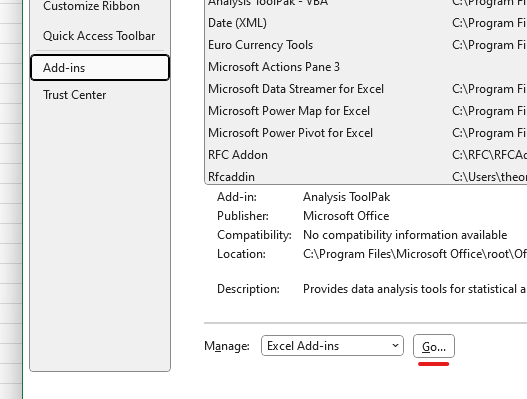 Customize Ribbon
Quick Access Toolbar
Add-ins
Trust Center
Analysis ToolPak - VBA C:\Program Fi
Date (XML) C:\Program Fi
Euro Currency Tools C:\Program Fi
Microsoft Actions Pane 3
Microsoft Data Streamer for Excel C:\Program Fi
Microsoft Power Map for Excel C:\Program Fi
Microsoft Power Pivot for Excel C:\Program Fi
RFC Addon C:\RFC\RFCAd
Rfcaddin C:\Users\theor
Add-in: Analysis ToolPak
Publisher: Microsoft Office
Compatibility: No compatibility information available
Location: C:\Program Files\Microsoft Office\root\Of
Description: Provides data analysis tools for statistical a
Manage: Excel Add-ins Go...